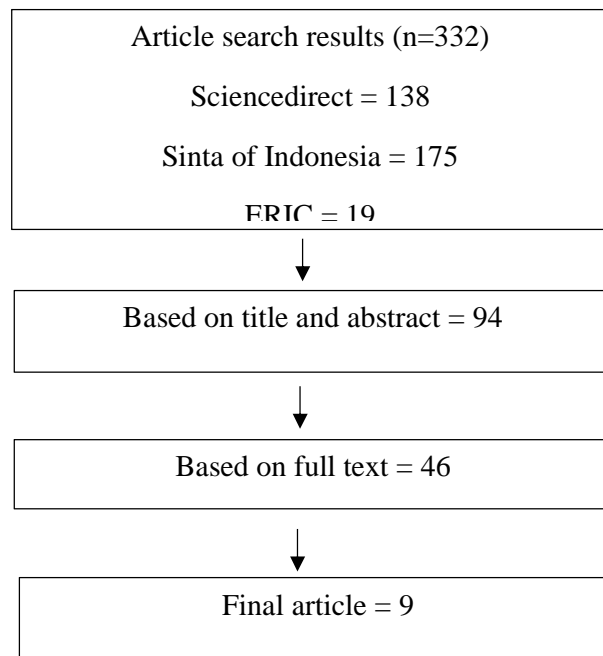 Article search results (n=332)
Sciencedirect = 138
Sinta of Indonesia = 175
ERIC = 19
Based on title and abstract = 94
Based on full text = 46
Final article = 9